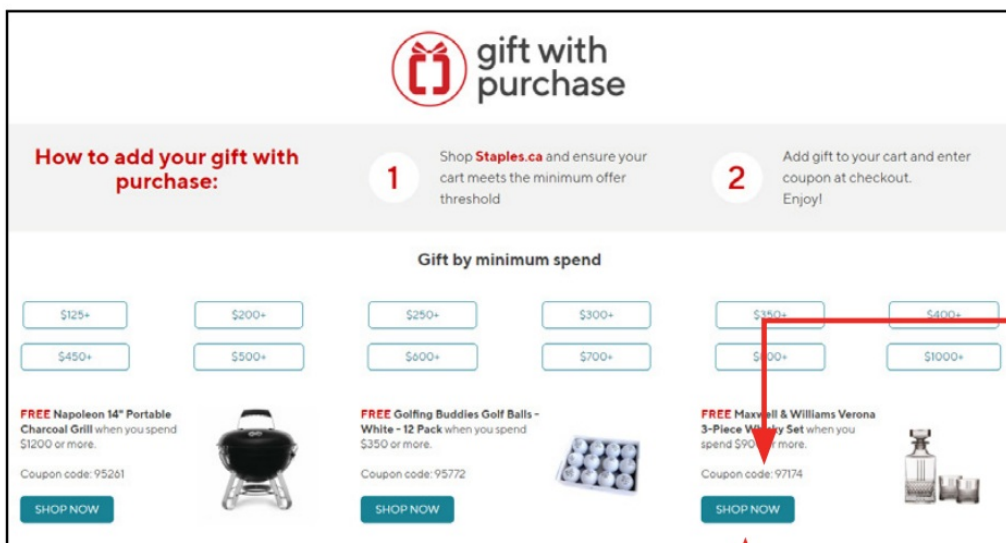 gift with
purchase
How to add your gift with
purchase:
1
Shop Staples.ca and ensure your
cart meets the minimum offer
threshold
2
Add gift to your cart and enter
coupon at checkout.
Enjoy!
Gift by minimum spend
$125+
$200+
$250+
$300+
$350+
$400+
$450+
$500+
$600+
$700+
$1000+
FREE Napoleon 14" Portable
Charcoal Grill when you spend
$1200 or more.
Coupon code: 95261
SHOP NOW
FREE Golfing Buddies Golf Balls -
White - 12 Pack when you spend
$350 or more.
Coupon code: 95772
SHOP NOW
FREE Maxwell & Williams Verona
3-Piece Whisky Set when you
spend or more.
Coupon code: 97174
SHOP NOW